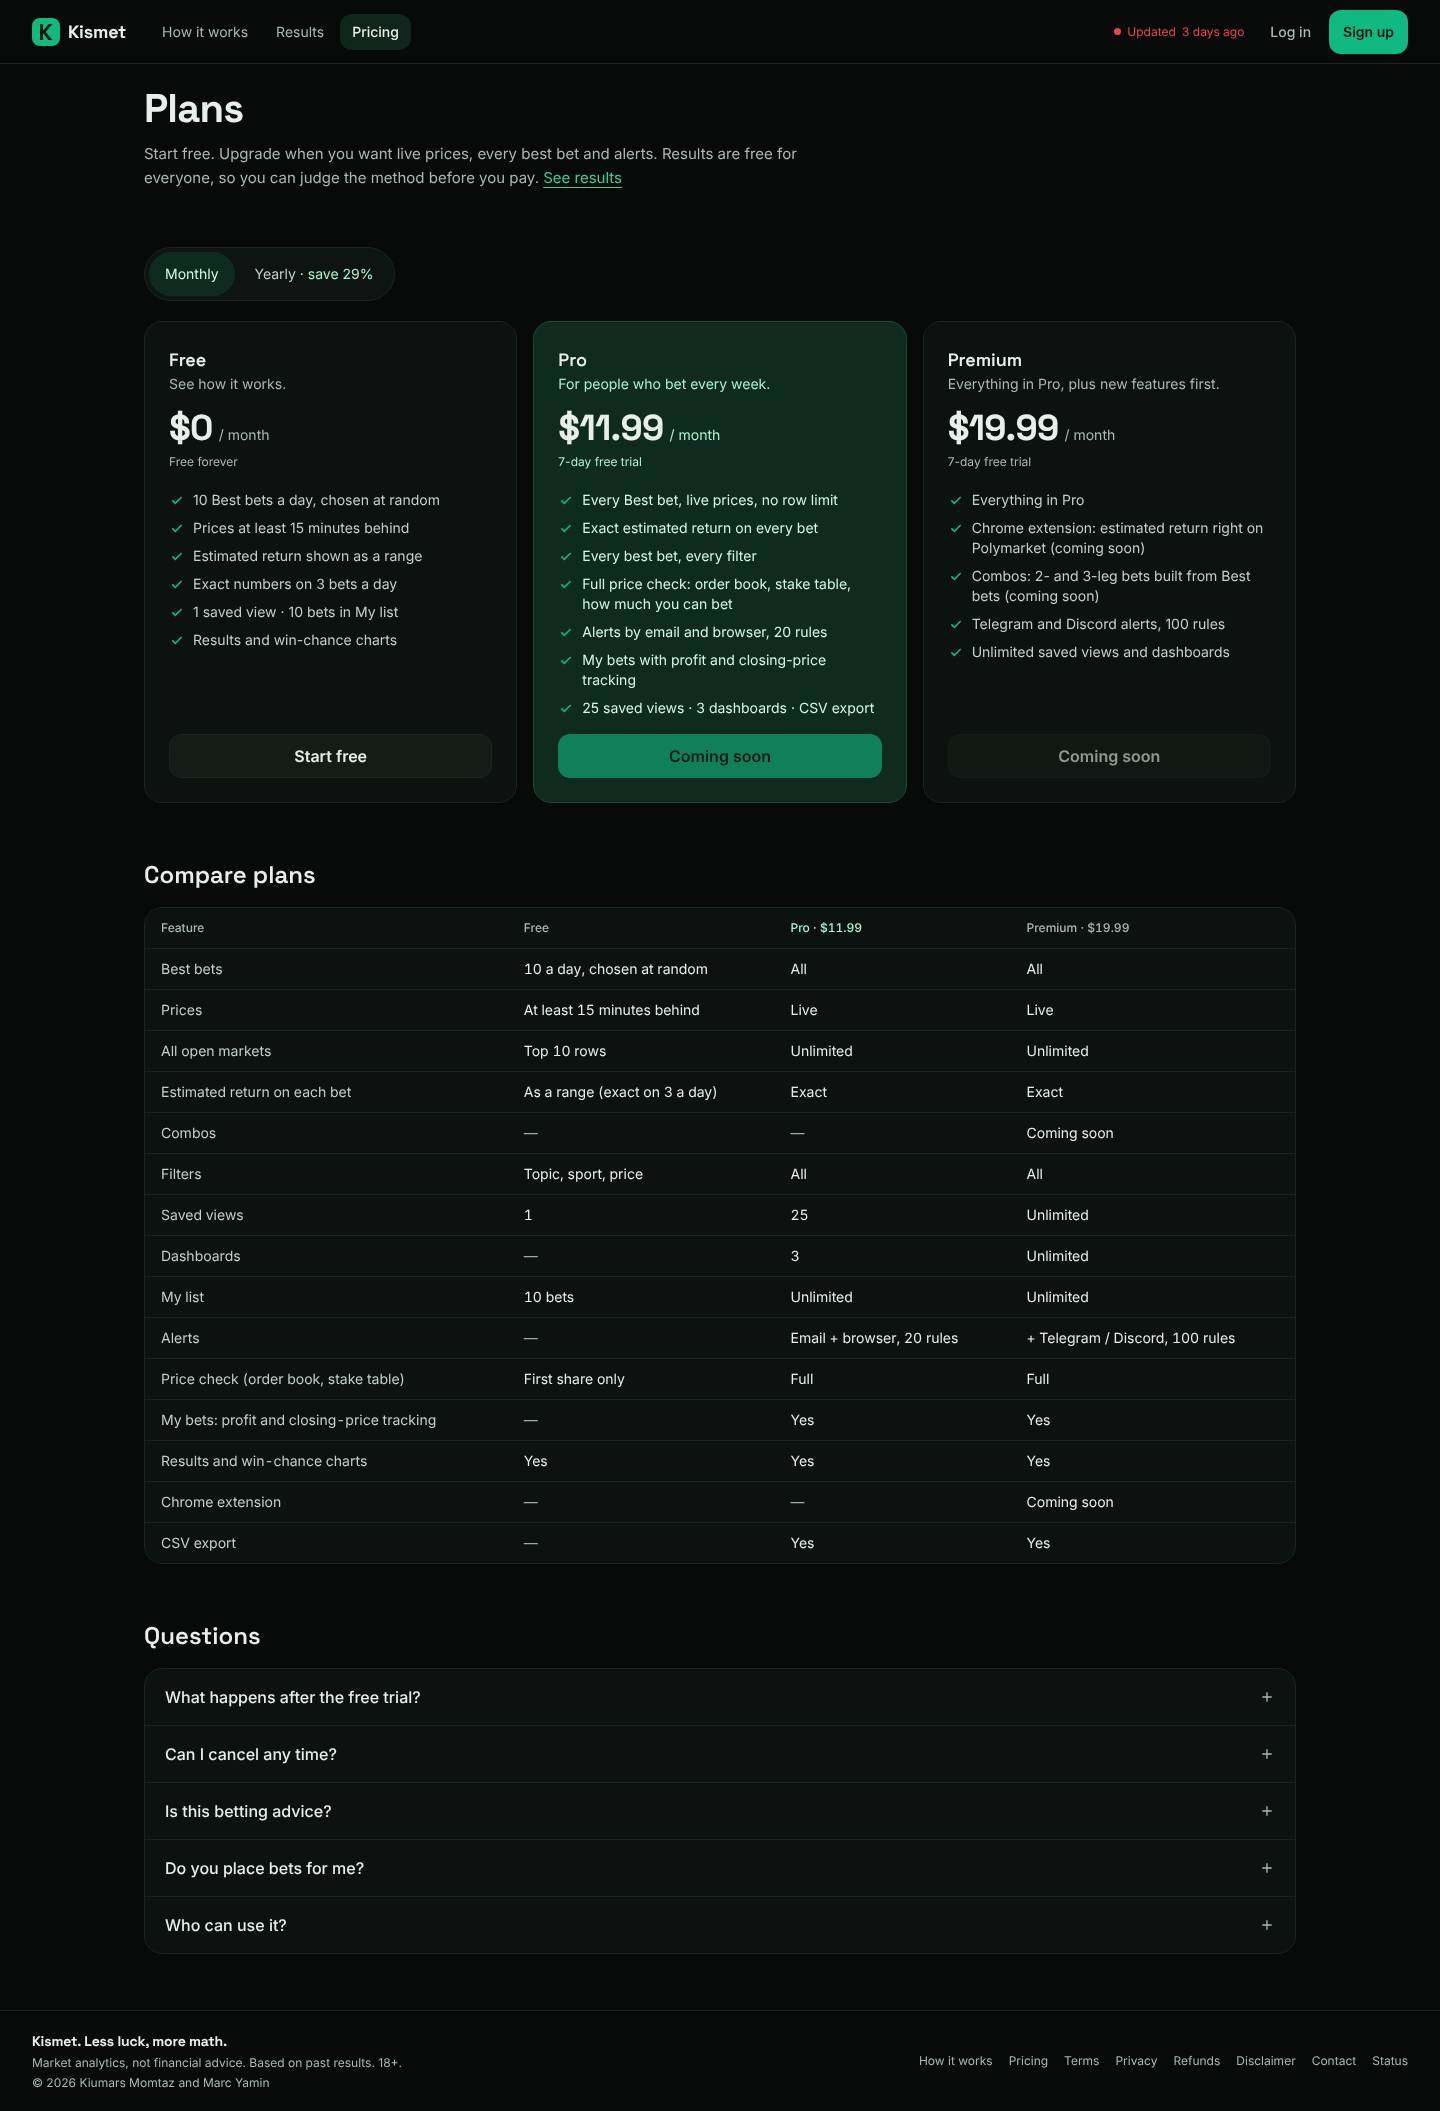 K Kismet How it works Results Pricing Updated 3 days ago Log in Sign up
Plans
Start free. Upgrade when you want live prices, every best bet and alerts. Results are free for
everyone, so you can judge the method before you pay. See results
Monthly Yearly · save 29%
Free
See how it works.
$0 / month
Free forever
10 Best bets a day, chosen at random
Prices at least 15 minutes behind
Estimated return shown as a range
Exact numbers on 3 bets a day
1 saved view · 10 bets in My list
Results and win-chance charts
Start free
Pro
For people who bet every week.
$11.99 / month
7-day free trial
Every Best bet, live prices, no row limit
Exact estimated return on every bet
Every best bet, every filter
Full price check: order book, stake table,
how much you can bet
Alerts by email and browser, 20 rules
My bets with profit and closing-price
tracking
25 saved views · 3 dashboards · CSV export
Coming soon
Premium
Everything in Pro, plus new features first.
$19.99 / month
7-day free trial
Everything in Pro
Chrome extension: estimated return right on
Polymarket (coming soon)
Combos: 2- and 3-leg bets built from Best
bets (coming soon)
Telegram and Discord alerts, 100 rules
Unlimited saved views and dashboards
Coming soon
Compare plans
Feature Free Pro · $11.99 Premium · $19.99
Best bets 10 a day, chosen at random All All
Prices At least 15 minutes behind Live Live
All open markets Top 10 rows Unlimited Unlimited
Estimated return on each bet As a range (exact on 3 a day) Exact Exact
Combos — — Coming soon
Filters Topic, sport, price All All
Saved views 1 25 Unlimited
Dashboards — 3 Unlimited
My list 10 bets Unlimited Unlimited
Alerts — Email + browser, 20 rules + Telegram / Discord, 100 rules
Price check (order book, stake table) First share only Full Full
My bets: profit and closing-price tracking — Yes Yes
Results and win-chance charts Yes Yes Yes
Chrome extension — — Coming soon
CSV export — Yes Yes
Questions
What happens after the free trial? +
Can I cancel any time? +
Is this betting advice? +
Do you place bets for me? +
Who can use it? +
Kismet. Less luck, more math.
Market analytics, not financial advice. Based on past results. 18+.
© 2026 Kiumars Momtaz and Marc Yamin
How it works Pricing Terms Privacy Refunds Disclaimer Contact Status